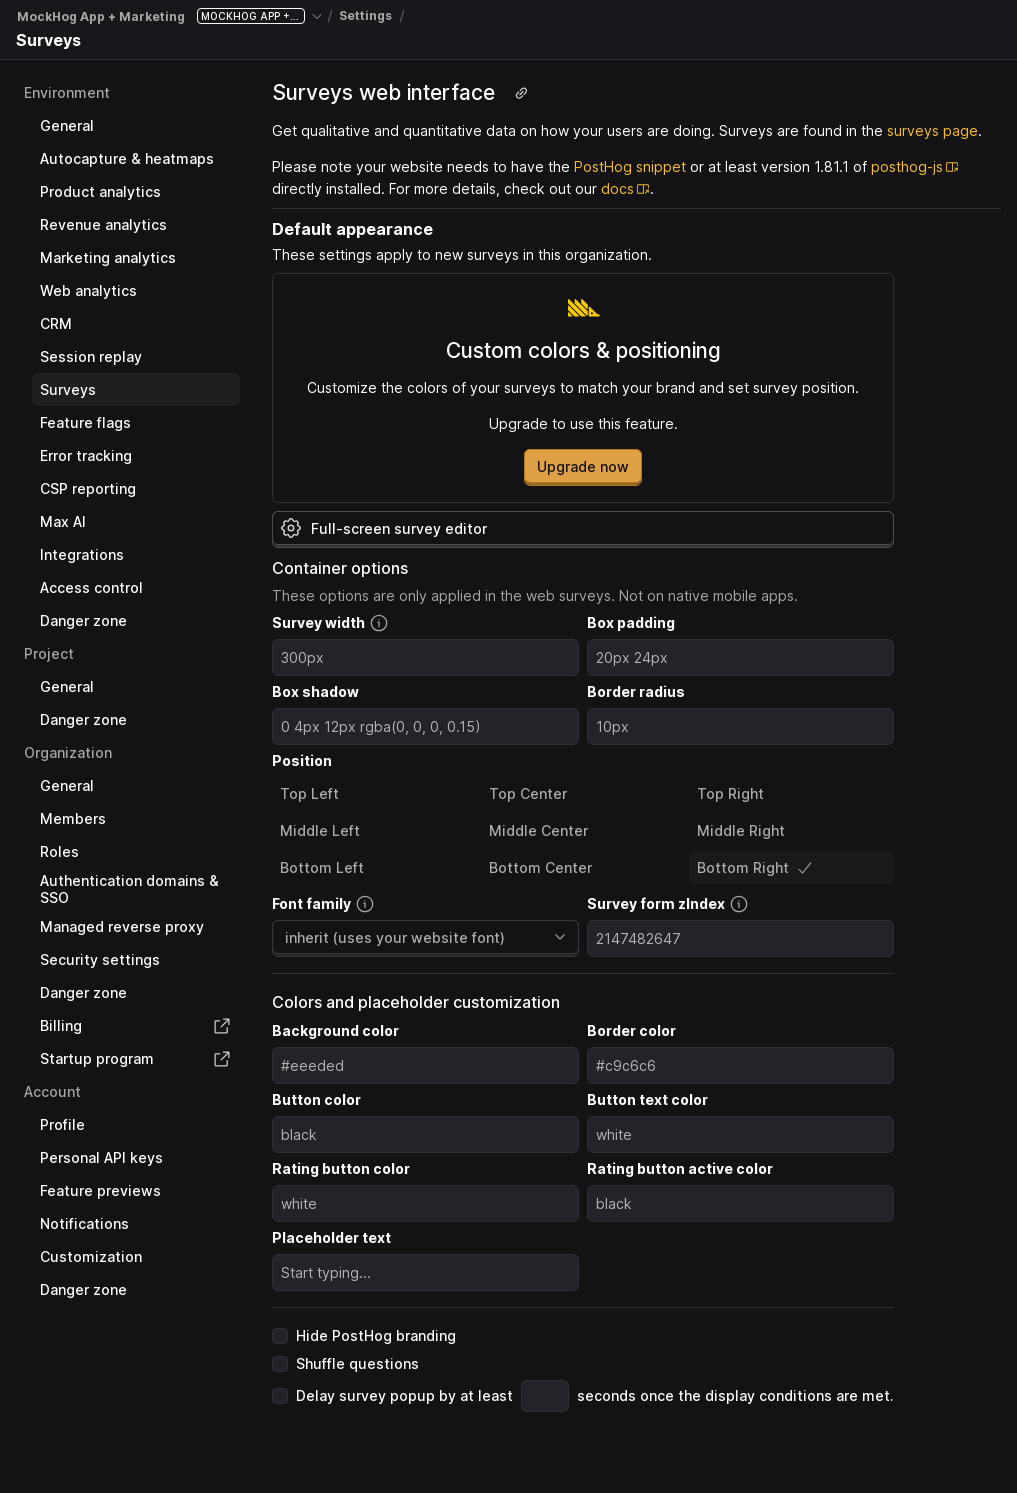 MockHog App + Marketing MOCKHOG APP +... / Settings /
Surveys
Environment
General
Autocapture & heatmaps
Product analytics
Revenue analytics
Marketing analytics
Web analytics
CRM
Session replay
Surveys
Feature flags
Error tracking
CSP reporting
Max AI
Integrations
Access control
Danger zone
Project
General
Danger zone
Organization
General
Members
Roles
Authentication domains &
SSO
Managed reverse proxy
Security settings
Danger zone
Billing
Startup program
Account
Profile
Personal API keys
Feature previews
Notifications
Customization
Danger zone
Surveys web interface
Get qualitative and quantitative data on how your users are doing. Surveys are found in the surveys page.
Please note your website needs to have the PostHog snippet or at least version 1.81.1 of posthog-js
directly installed. For more details, check out our docs.
Default appearance
These settings apply to new surveys in this organization.
Custom colors & positioning
Customize the colors of your surveys to match your brand and set survey position.
Upgrade to use this feature.
Upgrade now
Full-screen survey editor
Container options
These options are only applied in the web surveys. Not on native mobile apps.
Survey width Box padding
300px 20px 24px
Box shadow Border radius
0 4px 12px rgba(0, 0, 0, 0.15) 10px
Position
Top Left Top Center Top Right
Middle Left Middle Center Middle Right
Bottom Left Bottom Center Bottom Right
Font family Survey form zIndex
inherit (uses your website font) 2147482647
Colors and placeholder customization
Background color Border color
#eeeded #c9c6c6
Button color Button text color
black white
Rating button color Rating button active color
white black
Placeholder text
Start typing...
Hide PostHog branding
Shuffle questions
Delay survey popup by at least seconds once the display conditions are met.